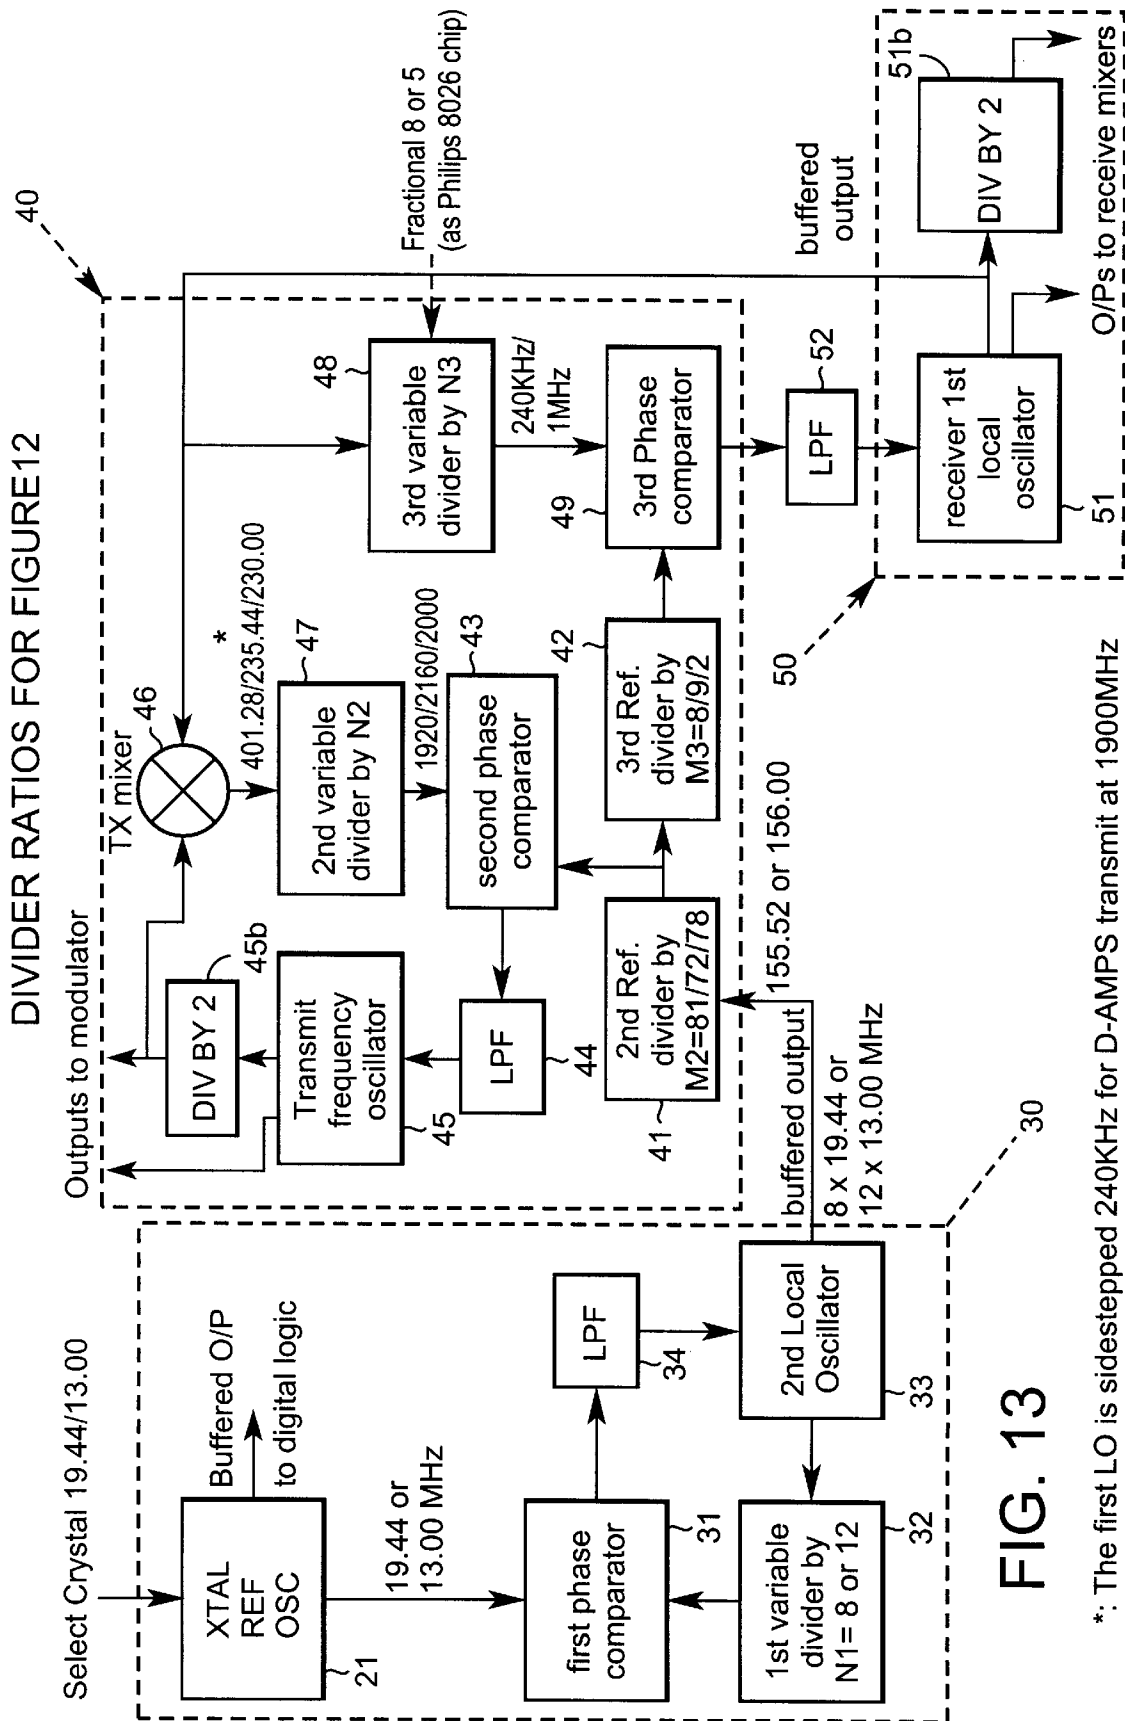 DIVIDER RATIOS FOR FIGURE12
Select Crystal 19.44/13.00
XTAL
REF
OSC
21
Buffered O/P
to digital logic
19.44 or
13.00 MHz
first phase
comparator
31
1st variable
divider by
N1= 8 or 12
32
LPF
34
2nd Local
Oscillator
33
30
buffered output
8 x 19.44 or
12 x 13.00 MHz
155.52 or 156.00
Outputs to modulator
40
DIV BY 2
45b
Transmit
frequency
oscillator
45
LPF
44
2nd Ref.
divider by
M2=81/72/78
41
TX mixer
46
*
401.28/235.44/230.00
2nd variable
divider by N2
47
1920/2160/2000
second phase
comparator
43
3rd Ref.
divider by
M3=8/9/2
42
Fractional 8 or 5
(as Philips 8026 chip)
3rd variable
divider by N3
48
240KHz/
1MHz
3rd Phase
comparator
49
LPF
52
buffered
output
50
receiver 1st
local
oscillator
51
DIV BY 2
51b
O/Ps to receive mixers
FIG. 13
*: The first LO is sidestepped 240KHz for D-AMPS transmit at 1900MHz